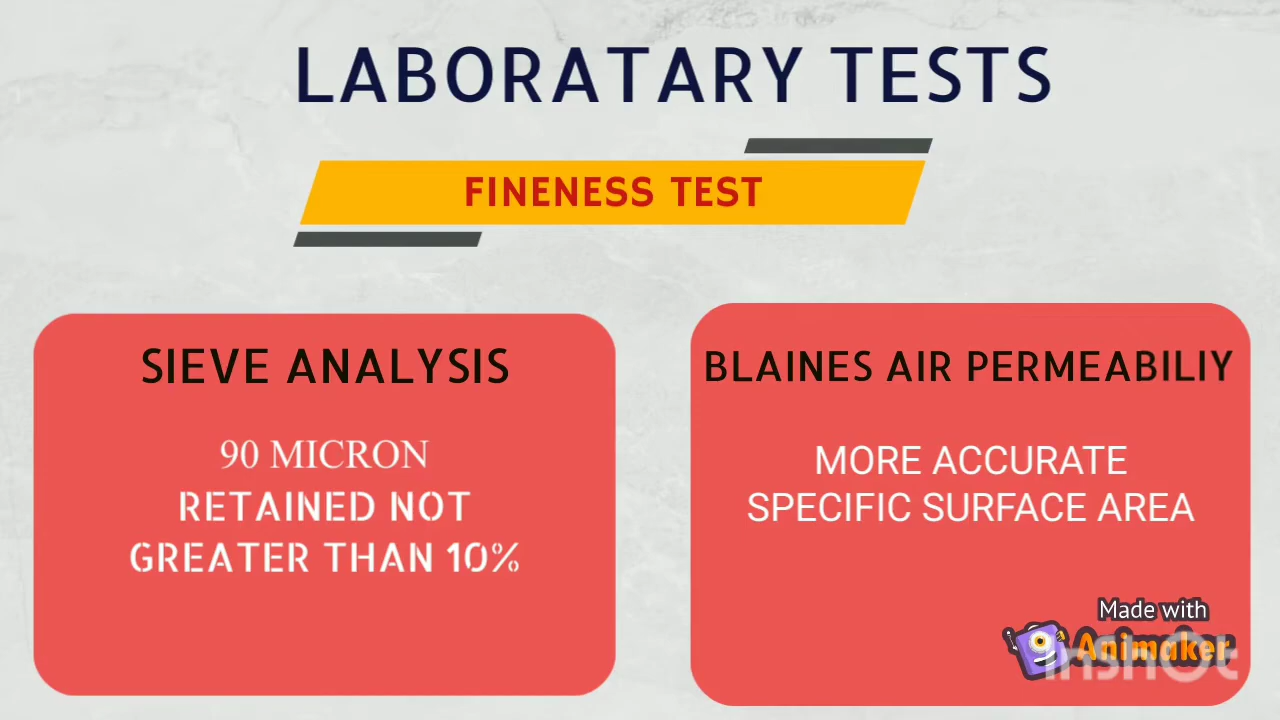 LABORATARY TESTS
FINENESS TEST
SIEVE ANALYSIS
90 MICRON
RETAINED NOT
GREATER THAN 10%
BLAINES AIR PERMEABILIY
MORE ACCURATE
SPECIFIC SURFACE AREA
Made with
Animaker
inshot